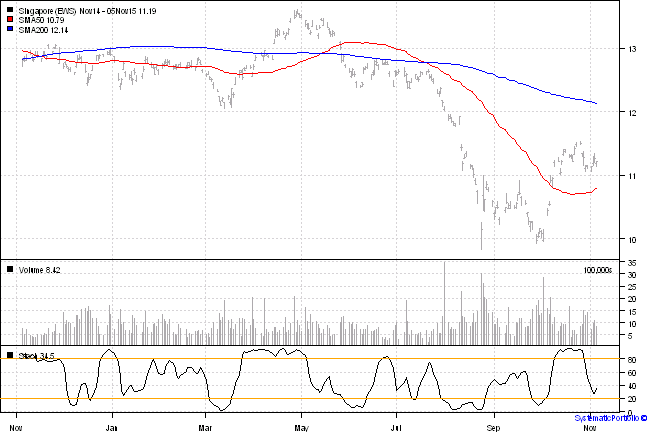 Singapore (EWS) Nov14 - 05Nov15 11.19
SMA50 10.79
SMA200 12.14
13
12
11
10
Volume 8.42
100,000s
35
30
25
20
15
10
5
Stock 34.5
80
60
40
20
0
Nov Jan Mar May Jul Sep Nov
SystematicPortfolio ©